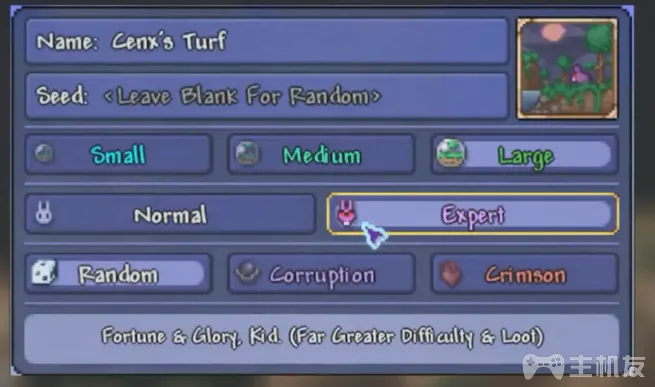 Name: Cenx's Turf
Seed: <Leave Blank For Random>
Small Medium Large
Normal Expert
Random Corruption Crimson
Fortune & Glory, Kid. (Far Greater Difficulty & Loot)
主机友